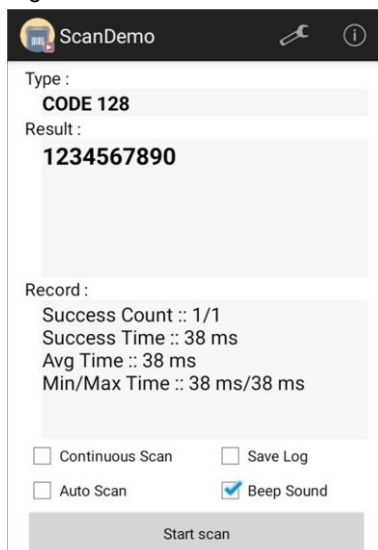 ScanDemo
Type :
CODE 128
Result :
1234567890
Record :
Success Count :: 1/1
Success Time :: 38 ms
Avg Time :: 38 ms
Min/Max Time :: 38 ms/38 ms
Continuous Scan Save Log
Auto Scan Beep Sound
Start scan